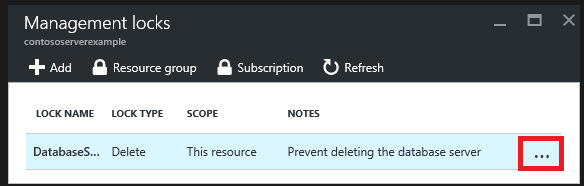 Management locks
contososerverexample
Add Resource group Subscription Refresh
LOCK NAME LOCK TYPE SCOPE NOTES
DatabaseS... Delete This resource Prevent deleting the database server ...